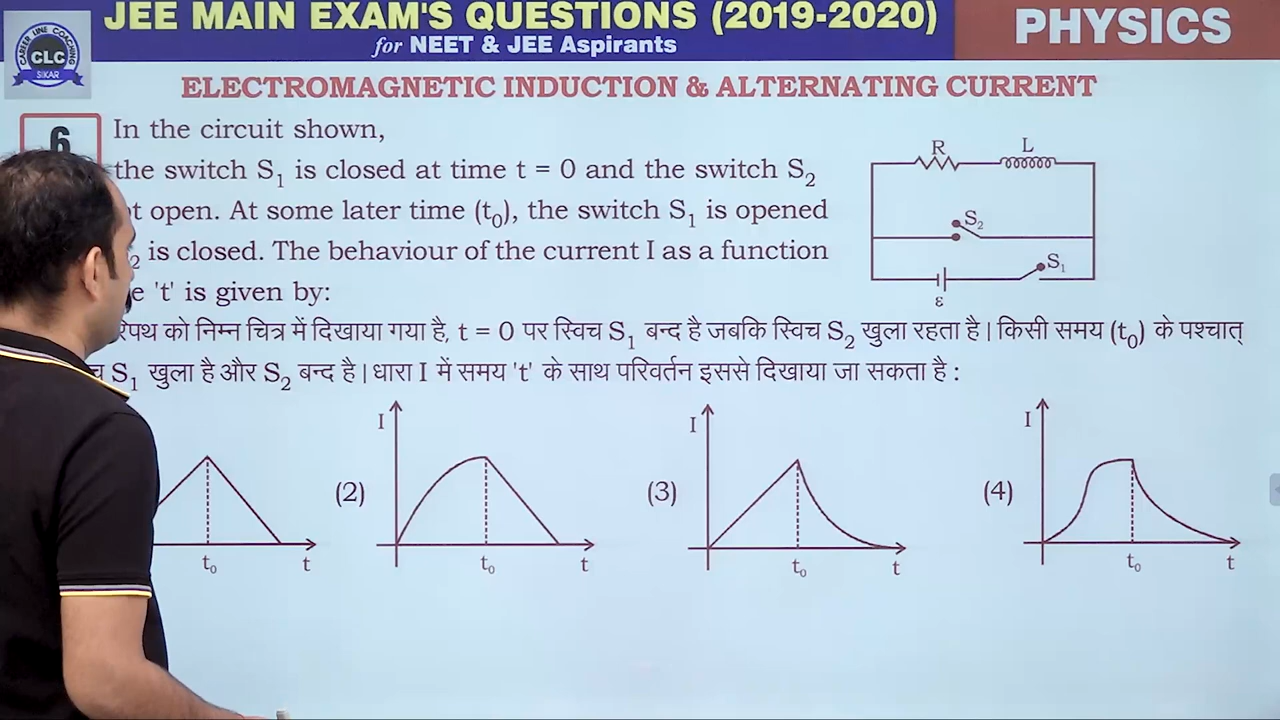 JEE MAIN EXAM'S QUESTIONS (2019-2020)
for NEET & JEE Aspirants
PHYSICS
CAREER LINE COACHING
CLC
SIKAR
ELECTROMAGNETIC INDUCTION & ALTERNATING CURRENT
6
In the circuit shown,
the switch S₁ is closed at time t = 0 and the switch S₂
open. At some later time (t₀), the switch S₁ is opened
₂ is closed. The behaviour of the current I as a function
't' is given by:
को निम्न चित्र में दिखाया गया है, t = 0 पर स्विच S₁ बन्द है जबकि स्विच S₂ खुला रहता है | किसी समय (t₀) के पश्चात्
S₁ खुला है और S₂ बन्द है | धारा I में समय 't' के साथ परिवर्तन इससे दिखाया जा सकता है :
R
L
S₂
S₁
ε
t₀
t
(2)
I
t₀
t
(3)
I
t₀
t
(4)
I
t₀
t